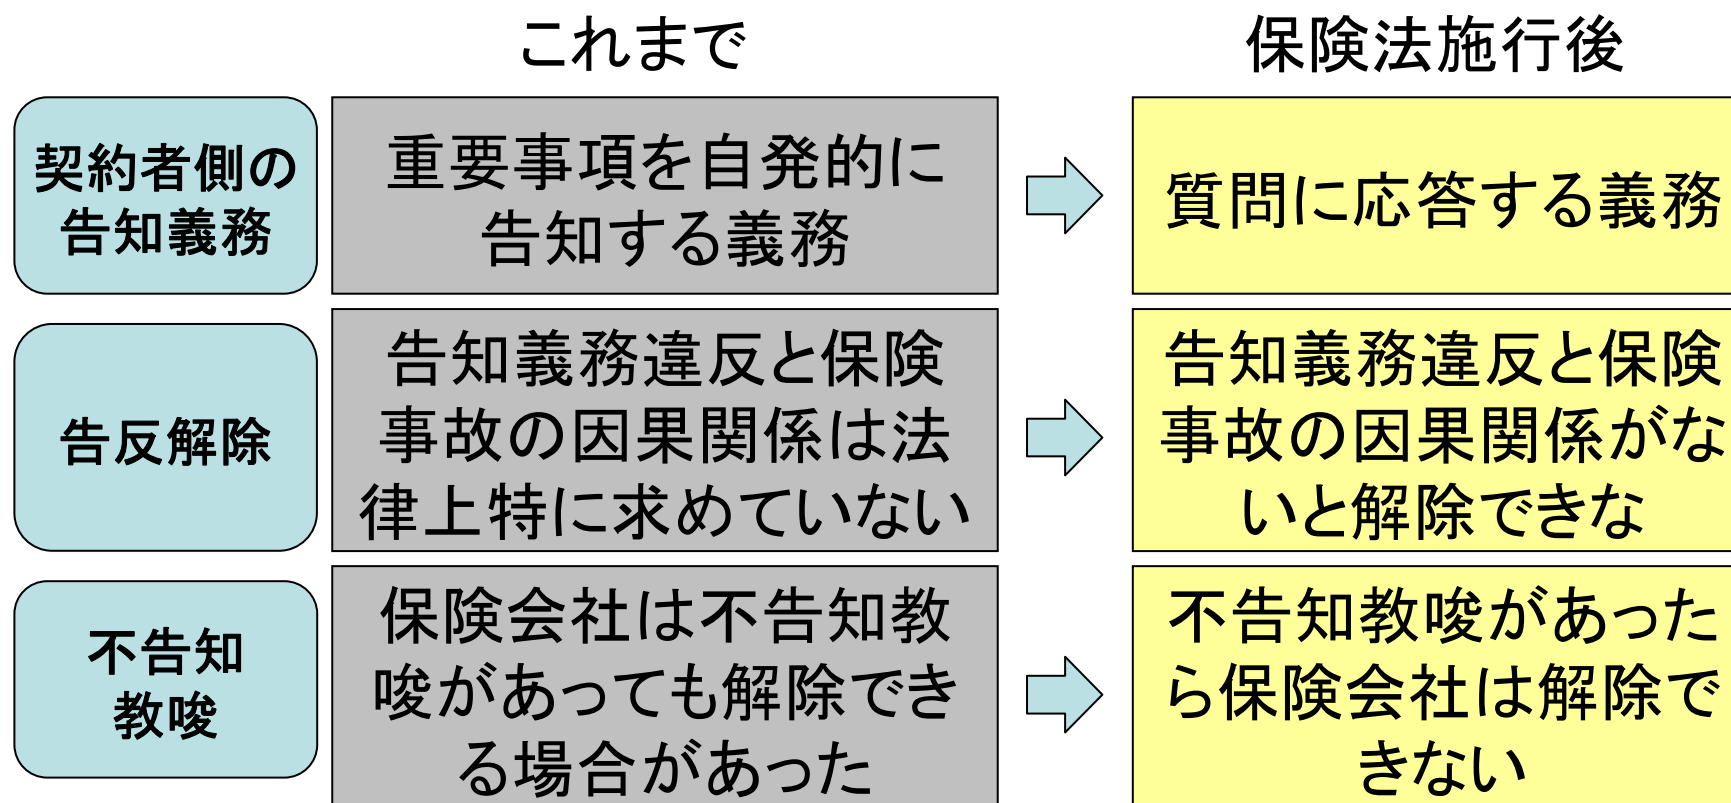 これまで
保険法施行後
契約者側の
告知義務
重要事項を自発的に
告知する義務
質問に応答する義務
告反解除
告知義務違反と保険
事故の因果関係は法
律上特に求めていない
告知義務違反と保険
事故の因果関係がな
いと解除できな
不告知
教唆
保険会社は不告知教
唆があっても解除でき
る場合があった
不告知教唆があった
ら保険会社は解除で
きない